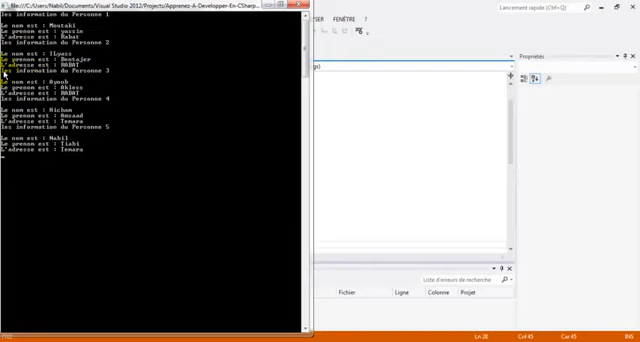 file:///C:/Users/Nabil/Documents/Visual Studio 2012/Projects/Apprenez-A-Developper-En-CSharp...
les information du Personne 1
Le nom est : Moutaki
Le prenom est : yassin
L'adresse est : Rabat
les information du Personne 2
Le nom est : ILyass
Le prenom est : Bentajer
L'adresse est : RABAT
les information du Personne 3
Le nom est : Ayoub
Le prenom est : Akless
L'adresse est : RABAT
les information du Personne 4
Le nom est : Hicham
Le prenom est : Amsaad
L'adresse est : Temara
les information du Personne 5
Le nom est : Nabil
Le prenom est : Tiabi
L'adresse est : Temara
Lancement rapide (Ctrl+Q)
FENÊTRE ?
Propriétés
Liste d'erreurs de recherche
Fichier Ligne Colonne Projet
Ln 28 Col 45 Car 45 INS